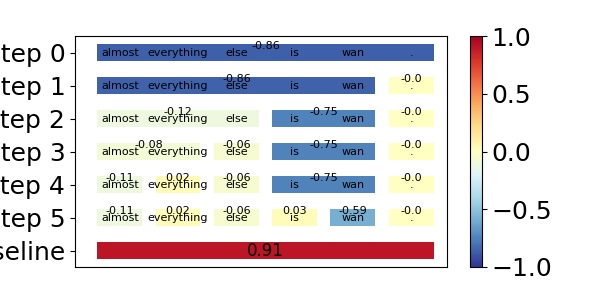 tep 0 almost everything else is wan . -0.86
tep 1 almost everything else is wan . -0.86 -0.0
tep 2 almost everything else is wan . -0.12 -0.75 -0.0
tep 3 almost everything else is wan . -0.08 -0.06 -0.75 -0.0
tep 4 almost everything else is wan . -0.11 0.02 -0.06 -0.75 -0.0
tep 5 almost everything else is wan . -0.11 0.02 -0.06 0.03 -0.59 -0.0
seline 0.91
1.0
0.5
0.0
−0.5
−1.0